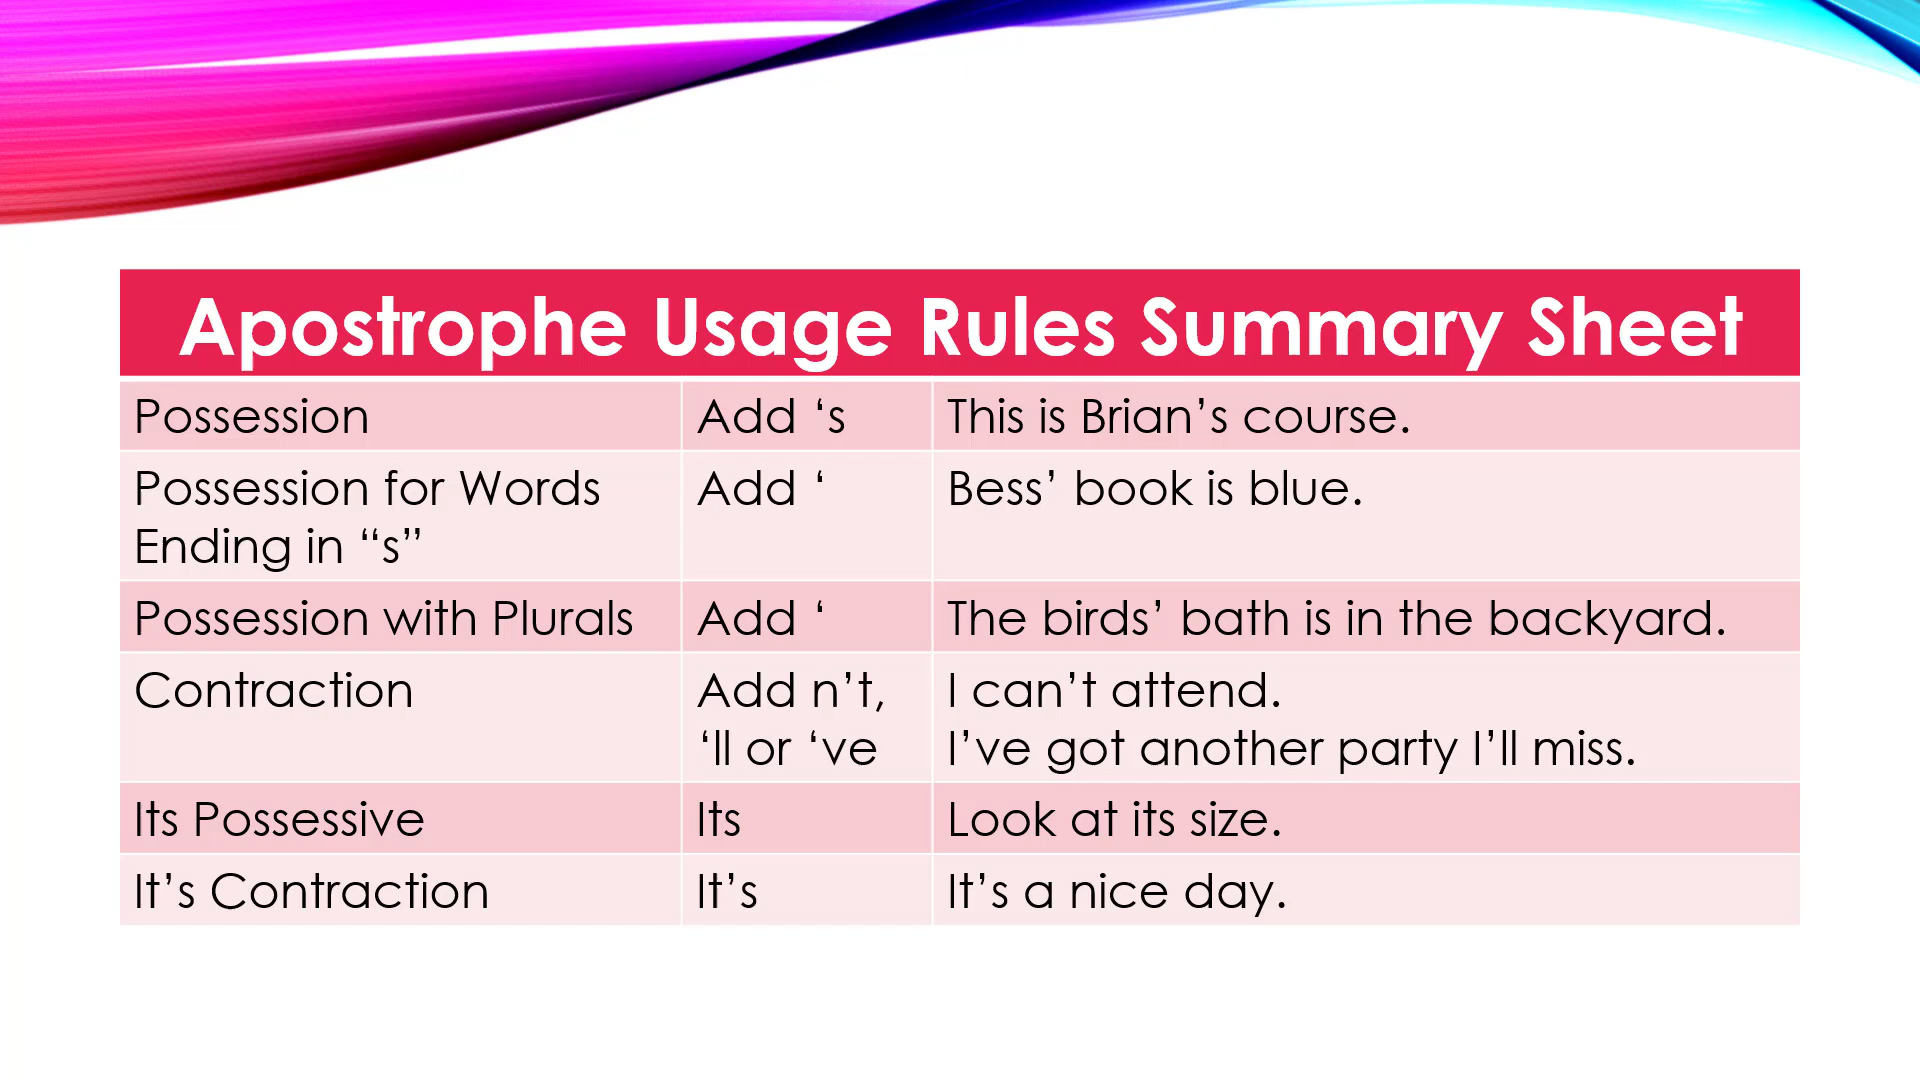 Apostrophe Usage Rules Summary Sheet
Possession Add ‘s This is Brian’s course.
Possession for Words Add ‘ Bess’ book is blue.
Ending in “s”
Possession with Plurals Add ‘ The birds’ bath is in the backyard.
Contraction Add n’t, I can’t attend.
‘ll or ‘ve I’ve got another party I’ll miss.
Its Possessive Its Look at its size.
It’s Contraction It’s It’s a nice day.